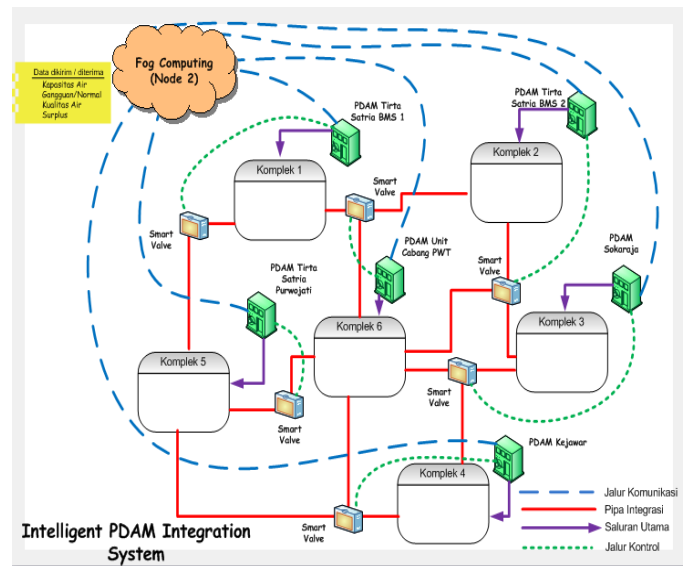 Fog Computing
(Node 2)
Data dikirim / diterima
Kapasitas Air
Gangguan/Normal
Kualitas Air
Surplus
PDAM Tirta
Satria BMS 1
PDAM Tirta
Satria BMS 2
Komplek 1
Komplek 2
Smart
Valve
Smart
Valve
PDAM Unit
Cabang PWT
PDAM
Sokaraja
Smart
Valve
PDAM Tirta
Satria
Purwojati
Komplek 6
Komplek 3
Komplek 5
Smart
Valve
Smart
Valve
PDAM Kejawar
Komplek 4
Smart
Valve
Intelligent PDAM Integration
System
Jalur Komunikasi
Pipa Integrasi
Saluran Utama
Jalur Kontrol